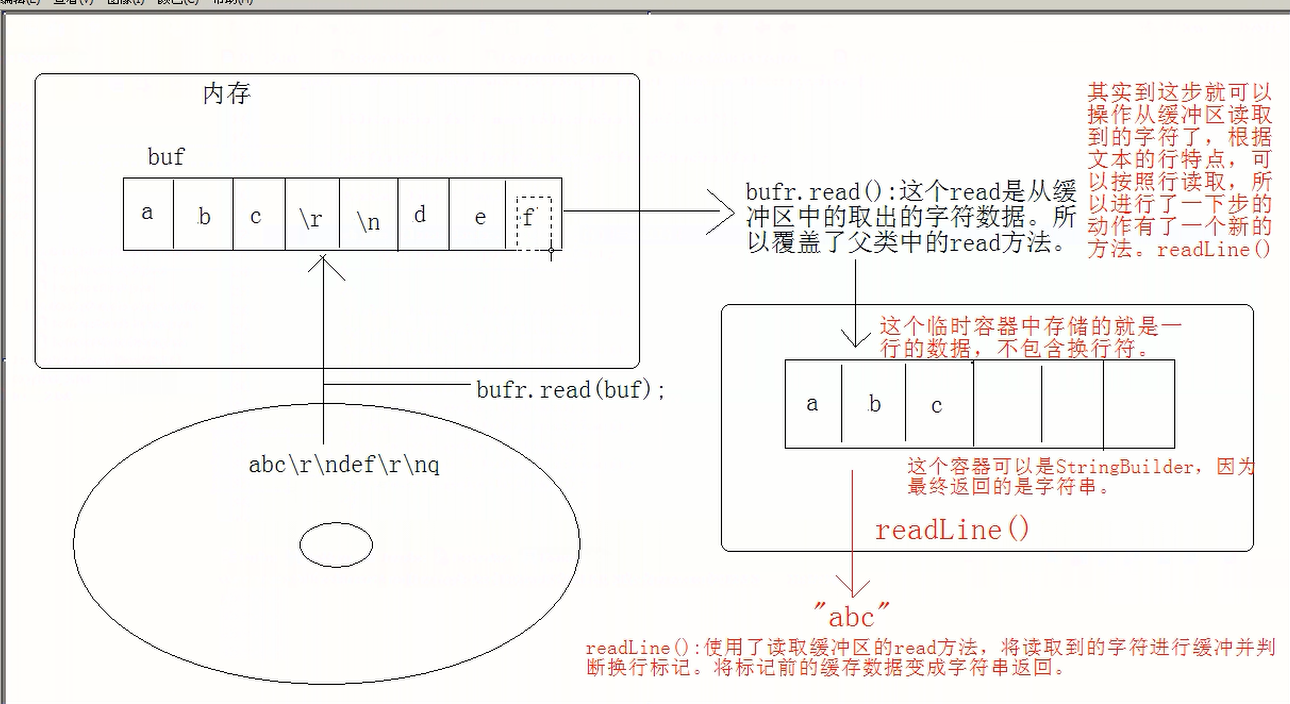 编辑(E) 查看(V) 图像(I) 颜色(C) 帮助(H)
内存
buf
a b c \r \n d e f
bufr.read(buf);
abc\r\ndef\r\nq
bufr.read():这个read是从缓
冲区中的取出的字符数据。所
以覆盖了父类中的read方法。
其实到这步就可以
操作从缓冲区读取
到的字符了，根据
文本的行特点，可
以按照行读取，所
以进行了一下步的
动作有了一个新的
方法。readLine()
这个临时容器中存储的就是一
行的数据，不包含换行符。
a b c
这个容器可以是StringBuilder，因为
最终返回的是字符串。
readLine()
"abc"
readLine():使用了读取缓冲区的read方法，将读取到的字符进行缓冲并判
断换行标记。将标记前的缓存数据变成字符串返回。